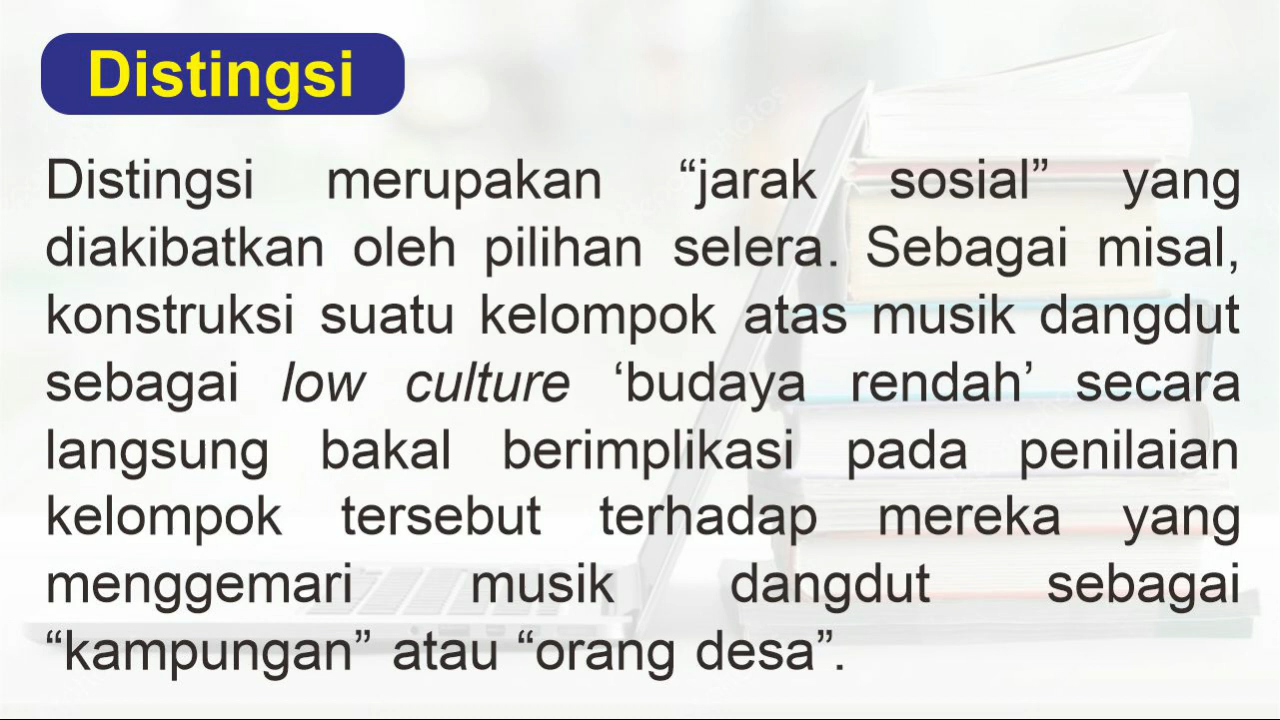 Distingsi
Distingsi merupakan “jarak sosial” yang
diakibatkan oleh pilihan selera. Sebagai misal,
konstruksi suatu kelompok atas musik dangdut
sebagai low culture ‘budaya rendah’ secara
langsung bakal berimplikasi pada penilaian
kelompok tersebut terhadap mereka yang
menggemari musik dangdut sebagai
“kampungan” atau “orang desa”.